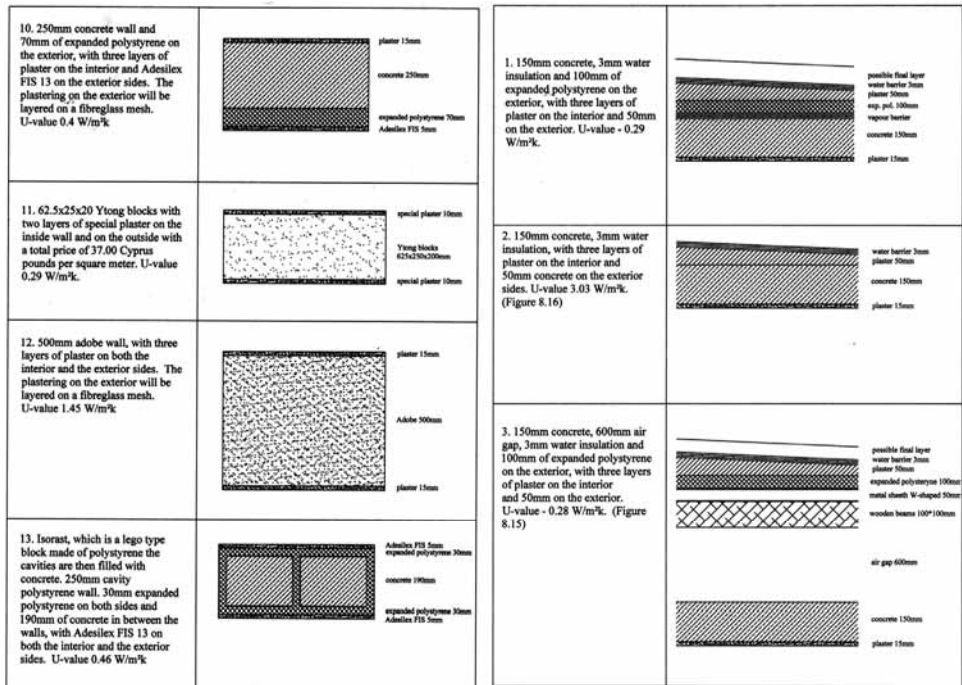 10. 250mm concrete wall and
70mm of expanded polystyrene on
the exterior, with three layers of
plaster on the interior and Adesilex
FIS 13 on the exterior sides. The
plastering on the exterior will be
layered on a fibreglass mesh.
U-value 0.4 W/m²k
plaster 15mm
concrete 250mm
expanded polystyrene 70mm
Adesilex FIS 5mm
11. 62.5x25x20 Ytong blocks with
two layers of special plaster on the
inside wall and on the outside with
a total price of 37.00 Cyprus
pounds per square meter. U-value
0.29 W/m²k.
special plaster 10mm
Ytong blocks
625x250x200mm
special plaster 10mm
12. 500mm adobe wall, with three
layers of plaster on both the
interior and the exterior sides. The
plastering on the exterior will be
layered on a fibreglass mesh.
U-value 1.45 W/m²k
plaster 15mm
Adobe 500mm
plaster 15mm
13. Isorast, which is a lego type
block made of polystyrene the
cavities are then filled with
concrete. 250mm cavity
polystyrene wall. 30mm expanded
polystyrene on both sides and
190mm of concrete in between the
walls, with Adesilex FIS 13 on
both the interior and the exterior
sides. U-value 0.46 W/m²k
Adesilex FIS 5mm
expanded polystyrene 30mm
concrete 190mm
expanded polystyrene 30mm
Adesilex FIS 5mm
1. 150mm concrete, 3mm water
insulation and 100mm of
expanded polystyrene on the
exterior, with three layers of
plaster on the interior and 50mm
on the exterior. U-value - 0.29
W/m²k.
possible final layer
water barrier 3mm
plaster 50mm
exp. pol. 100mm
vapour barrier
concrete 150mm
plaster 15mm
2. 150mm concrete, 3mm water
insulation, with three layers of
plaster on the interior and
50mm concrete on the exterior
sides. U-value 3.03 W/m²k.
(Figure 8.16)
water barrier 3mm
plaster 50mm
concrete 150mm
plaster 15mm
3. 150mm concrete, 600mm air
gap, 3mm water insulation and
100mm of expanded polystyrene
on the exterior, with three layers
of plaster on the interior
and 50mm on the exterior.
U-value - 0.28 W/m²k. (Figure
8.15)
possible final layer
water barrier 3mm
plaster 50mm
expanded polysteryne 100mm
metal sheeth W-shaped 50mm
wooden beams 100*100mm
air gap 600mm
concrete 150mm
plaster 15mm